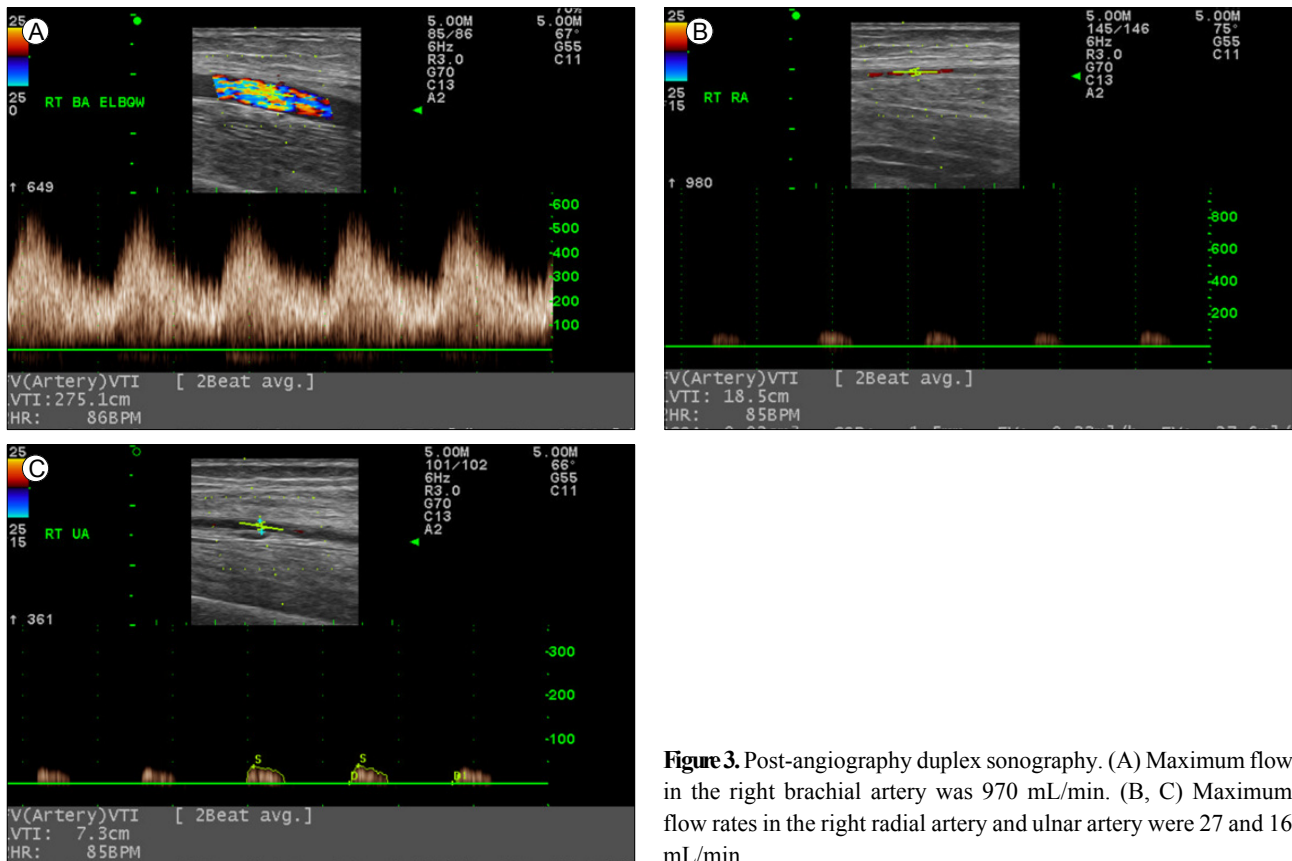 A
25
25
0
RT BA ELBOW
↑ 649
5.00M 5.00M
85/86 67°
6Hz G55
R3.0 C11
G70
C13
A2
600
500
400
300
200
100
FV(Artery)VTI [ 2Beat avg.]
LVTI:275.1cm
HR: 86BPM
B
25
25
15
RT RA
↑ 980
5.00M 5.00M
145/146 75°
6Hz G55
R3.0 C11
G70
C13
A2
800
600
400
200
FV(Artery)VTI [ 2Beat avg.]
LVTI: 18.5cm
HR: 85BPM
C
25
25
15
RT UA
↑ 361
5.00M 5.00M
101/102 66°
6Hz G55
R3.0 C11
G70
C13
A2
300
200
100
S S
FV(Artery)VTI [ 2Beat avg.]
LVTI: 7.3cm
HR: 85BPM
Figure 3. Post-angiography duplex sonography. (A) Maximum flow
in the right brachial artery was 970 mL/min. (B, C) Maximum
flow rates in the right radial artery and ulnar artery were 27 and 16
mL/min